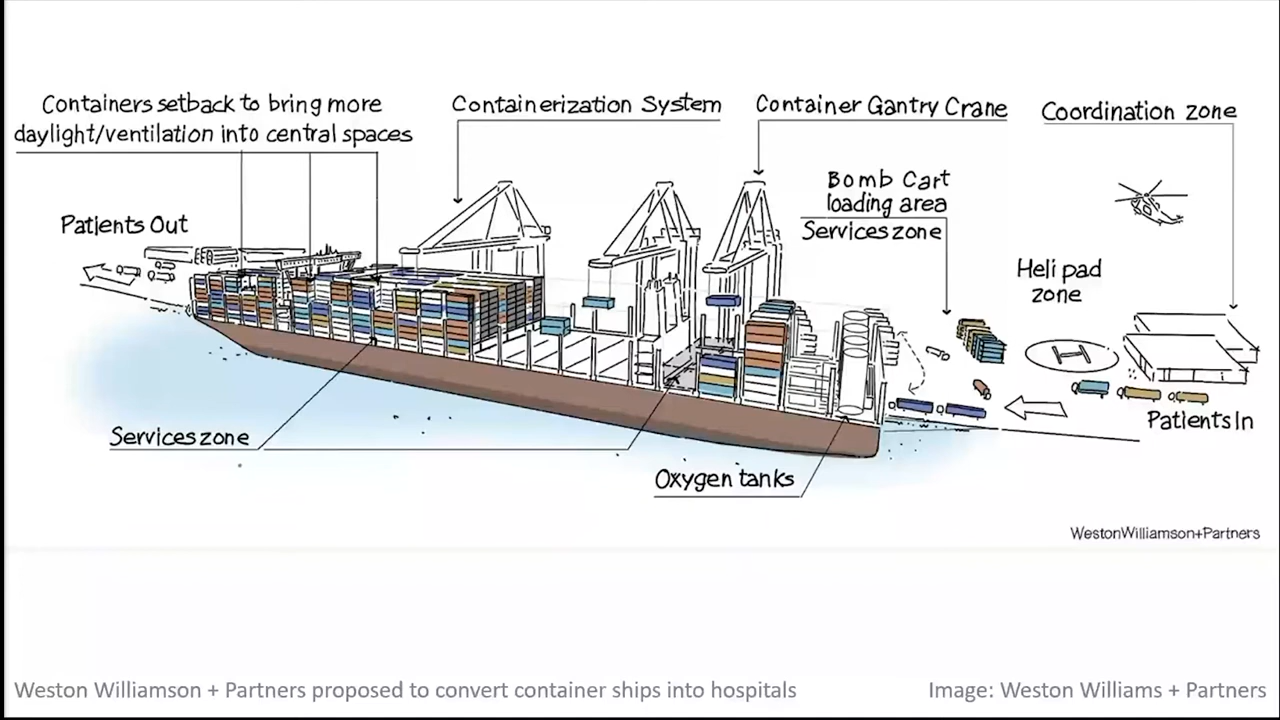 Containers setback to bring more
daylight/ventilation into central spaces
Containerization System
Container Gantry Crane
Coordination zone
Bomb Cart
loading area
Services zone
Patients Out
Heli pad
zone
H
Patients In
Services zone
Oxygen tanks
WestonWilliamson+Partners
Weston Williamson + Partners proposed to convert container ships into hospitals
Image: Weston Williams + Partners